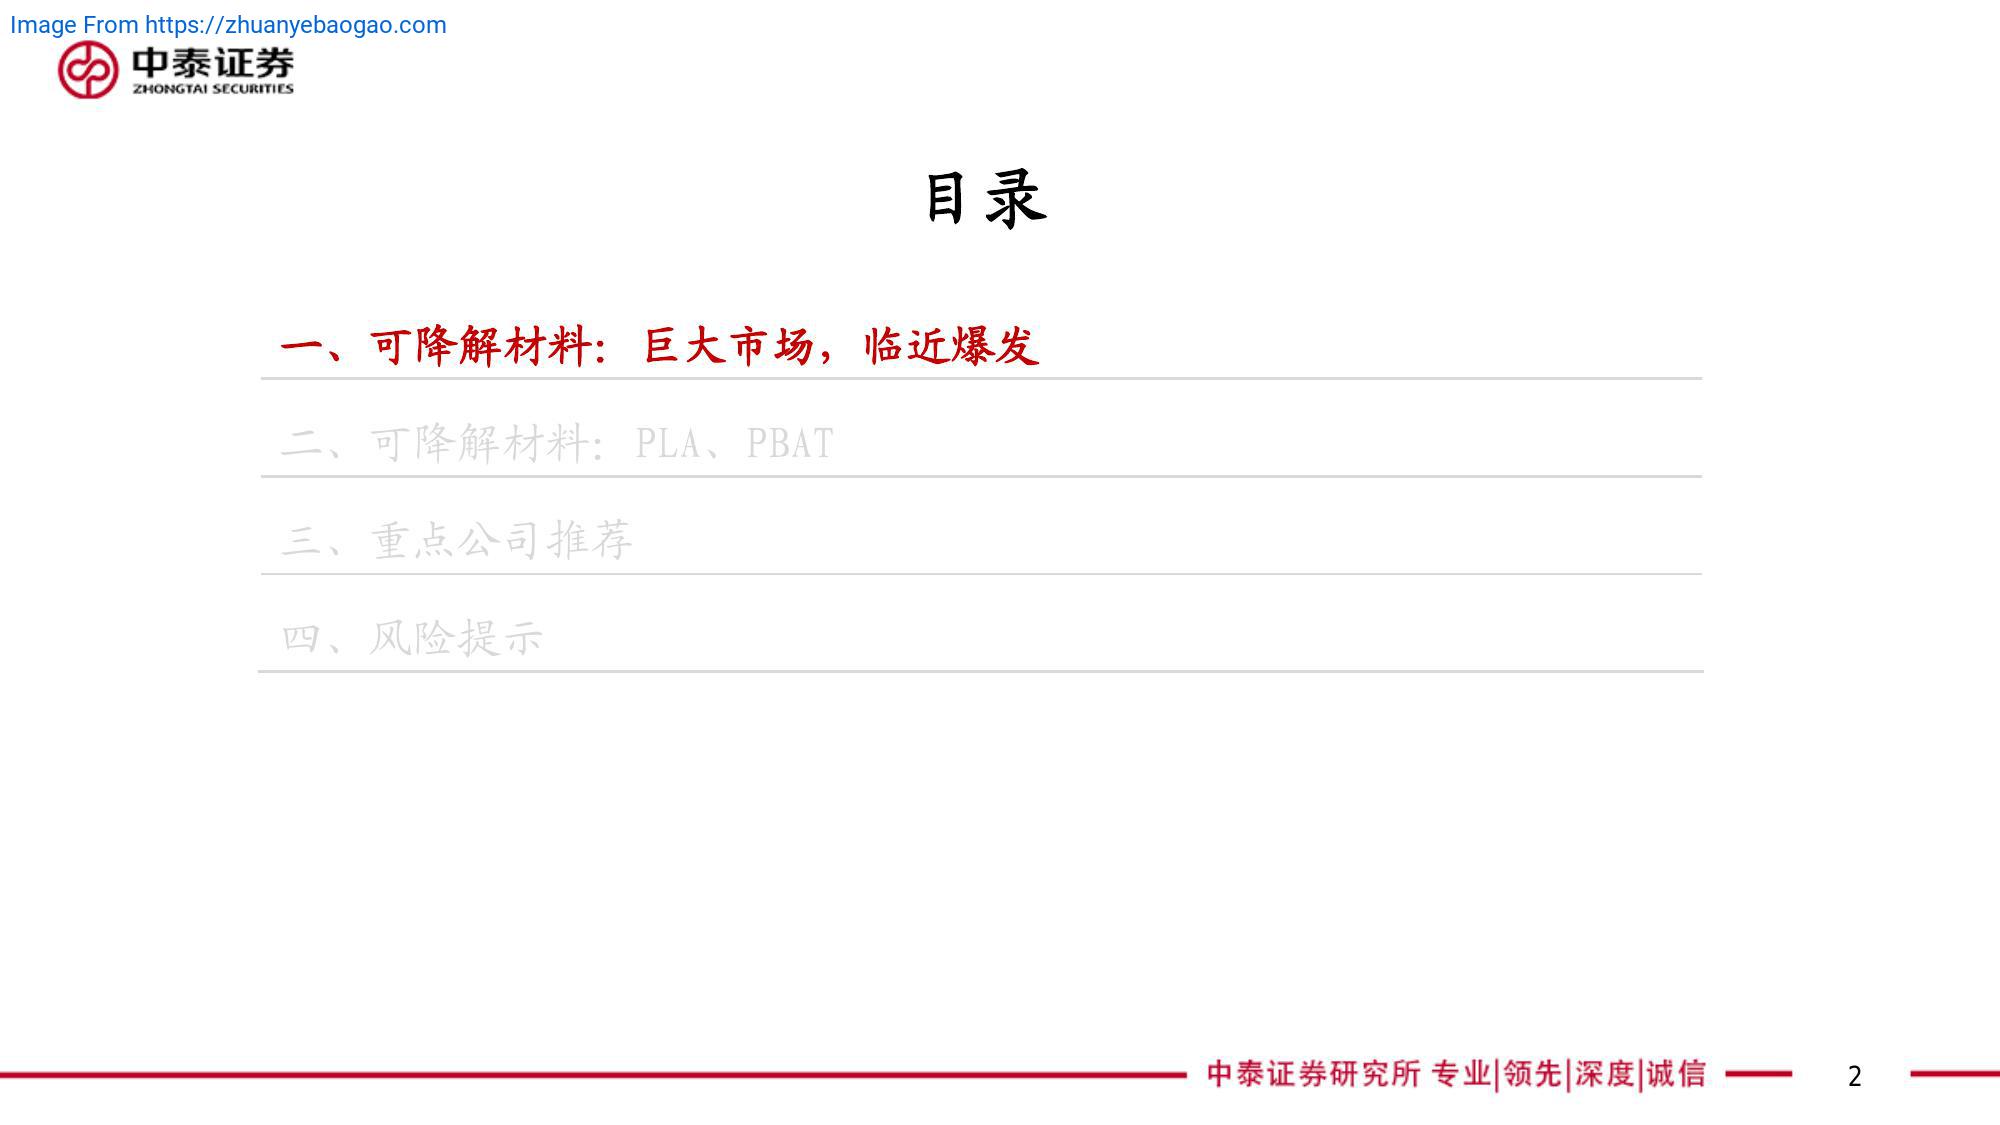 Image From https://zhuanyebaogao.com
中泰证券
ZHONGTAI SECURITIES
目录
一、可降解材料：巨大市场，临近爆发
二、可降解材料：PLA、PBAT
三、重点公司推荐
四、风险提示
中泰证券研究所 专业|领先|深度|诚信
2